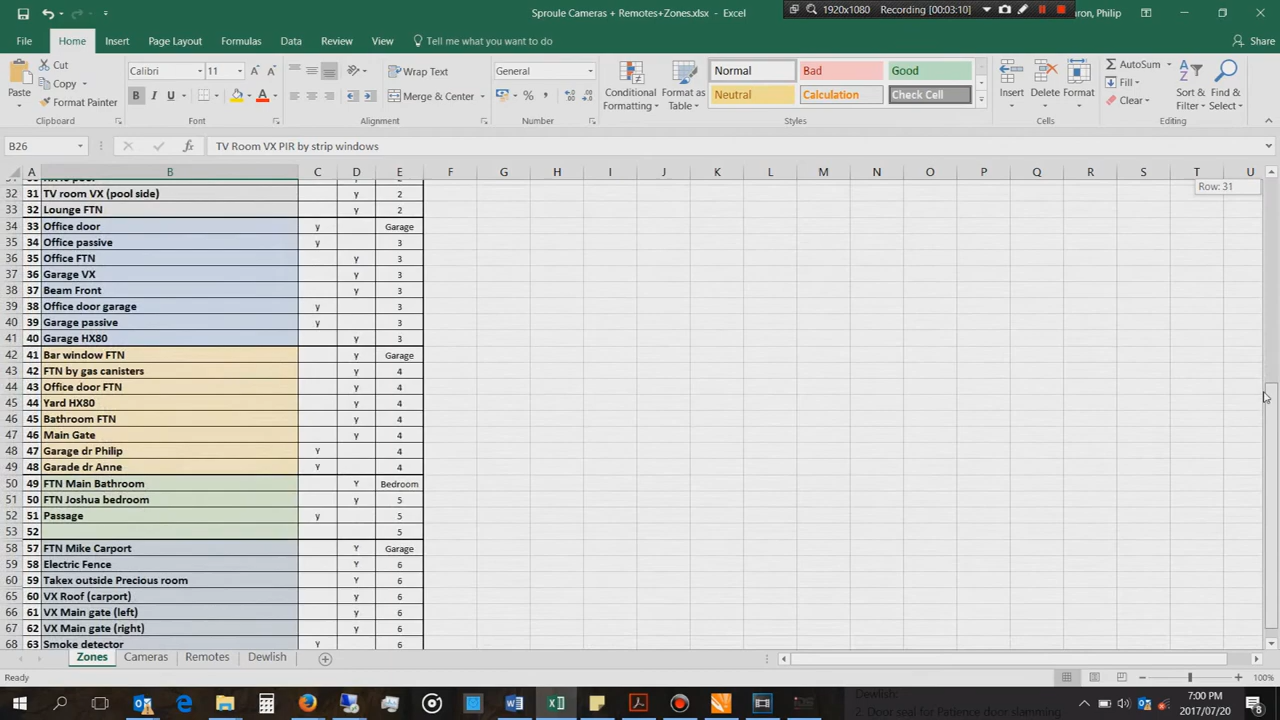 Sproule Cameras + Remotes+Zones.xlsx - Excel
1920x1080 Recording [00:03:10] ron, Philip
File Home Insert Page Layout Formulas Data Review View Tell me what you want to do Share
Paste Cut Copy Format Painter Clipboard
Calibri 11 B I U A Font
Wrap Text Merge & Center Alignment
General % , Number
Conditional Formatting Format as Table Normal Bad Good Neutral Calculation Check Cell Styles
Insert Delete Format Cells
AutoSum Fill Clear Sort & Filter Find & Select Editing
B26 fx TV Room VX PIR by strip windows
A B C D E F G H I J K L M N O P Q R S T U
Row: 31
32 31 TV room VX (pool side) y 2
33 32 Lounge FTN y 2
34 33 Office door y Garage
35 34 Office passive y 3
36 35 Office FTN y 3
37 36 Garage VX y 3
38 37 Beam Front y 3
39 38 Office door garage y 3
40 39 Garage passive y 3
41 40 Garage HX80 y 3
42 41 Bar window FTN y Garage
43 42 FTN by gas canisters y 4
44 43 Office door FTN y 4
45 44 Yard HX80 y 4
46 45 Bathroom FTN y 4
47 46 Main Gate y 4
48 47 Garage dr Philip Y 4
49 48 Garade dr Anne Y 4
50 49 FTN Main Bathroom Y Bedroom
51 50 FTN Joshua bedroom y 5
52 51 Passage y 5
53 52 5
58 57 FTN Mike Carport Y Garage
59 58 Electric Fence Y 6
60 59 Takex outside Precious room Y 6
65 60 VX Roof (carport) y 6
66 61 VX Main gate (left) y 6
67 62 VX Main gate (right) y 6
68 63 Smoke detector Y 6
Zones Cameras Remotes Dewlish
Ready 100%
Dewlish:
2. Door seal for Patience door slamming
7:00 PM
2017/07/20
8